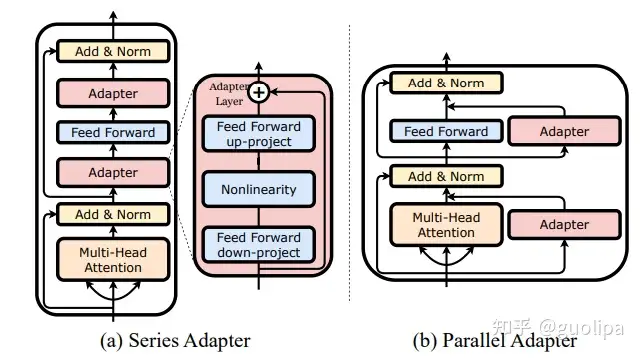 Add & Norm
Adapter
Feed Forward
Adapter
Add & Norm
Multi-Head
Attention
Adapter
Layer
Feed Forward
up-project
Nonlinearity
Feed Forward
down-project
(a) Series Adapter
Add & Norm
Feed Forward
Adapter
Add & Norm
Multi-Head
Attention
Adapter
(b) Parallel Adapter
知乎 @guolipa